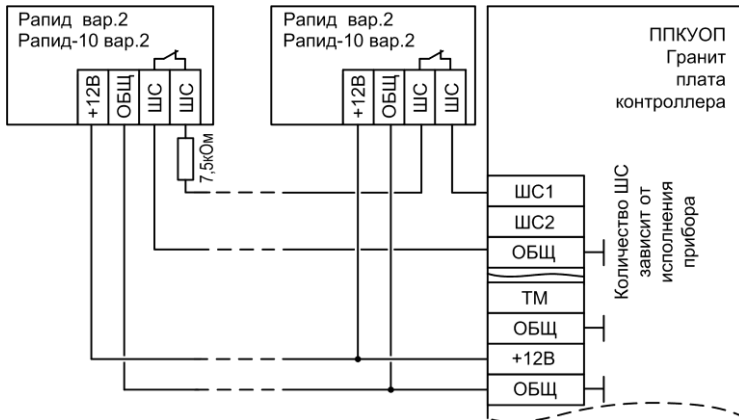 Рапид вар.2
Рапид-10 вар.2
+12В
ОБЩ
ШС
ШС
7,5кОм
Рапид вар.2
Рапид-10 вар.2
+12В
ОБЩ
ШС
ШС
ППКУОП
Гранит
плата
контроллера
ШС1
ШС2
ОБЩ
ТМ
ОБЩ
+12В
ОБЩ
Количество ШС
зависит от
исполнения
прибора